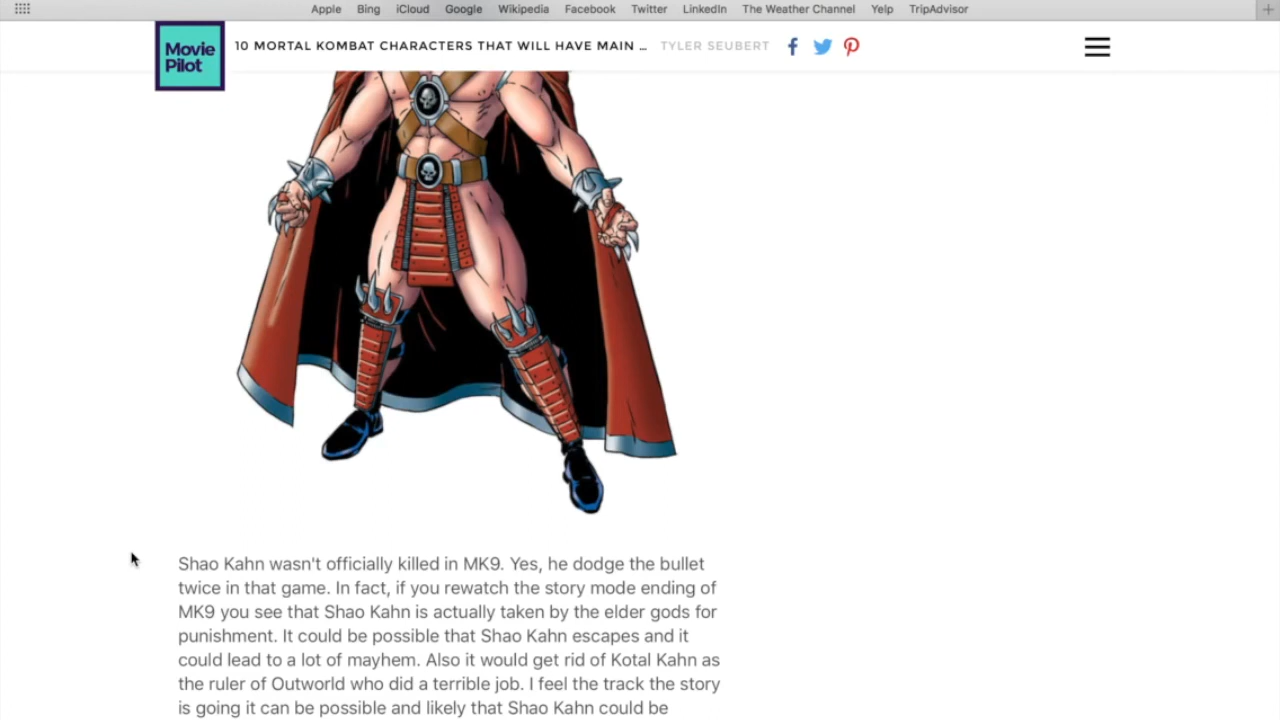 Apple Bing iCloud Google Wikipedia Facebook Twitter LinkedIn The Weather Channel Yelp TripAdvisor
Movie
Pilot
10 MORTAL KOMBAT CHARACTERS THAT WILL HAVE MAIN ... TYLER SEUBERT
Shao Kahn wasn't officially killed in MK9. Yes, he dodge the bullet
twice in that game. In fact, if you rewatch the story mode ending of
MK9 you see that Shao Kahn is actually taken by the elder gods for
punishment. It could be possible that Shao Kahn escapes and it
could lead to a lot of mayhem. Also it would get rid of Kotal Kahn as
the ruler of Outworld who did a terrible job. I feel the track the story
is going it can be possible and likely that Shao Kahn could be